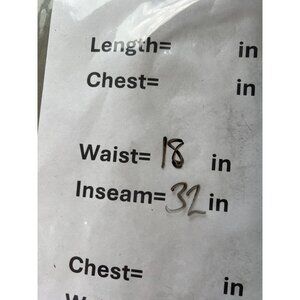 Length= in
Chest= in
Waist= 18 in
Inseam= 32 in
Chest= in